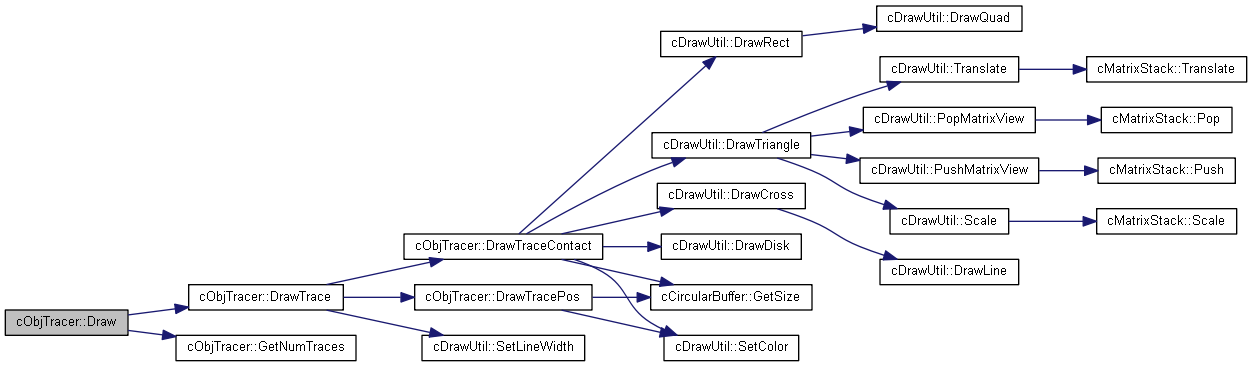 cDrawUtil::DrawQuad
cDrawUtil::DrawRect
cDrawUtil::Translate
cMatrixStack::Translate
cDrawUtil::PopMatrixView
cMatrixStack::Pop
cDrawUtil::DrawTriangle
cDrawUtil::PushMatrixView
cMatrixStack::Push
cDrawUtil::DrawCross
cDrawUtil::Scale
cMatrixStack::Scale
cObjTracer::DrawTraceContact
cDrawUtil::DrawDisk
cDrawUtil::DrawLine
cObjTracer::DrawTrace
cObjTracer::DrawTracePos
cCircularBuffer::GetSize
cObjTracer::Draw
cObjTracer::GetNumTraces
cDrawUtil::SetLineWidth
cDrawUtil::SetColor